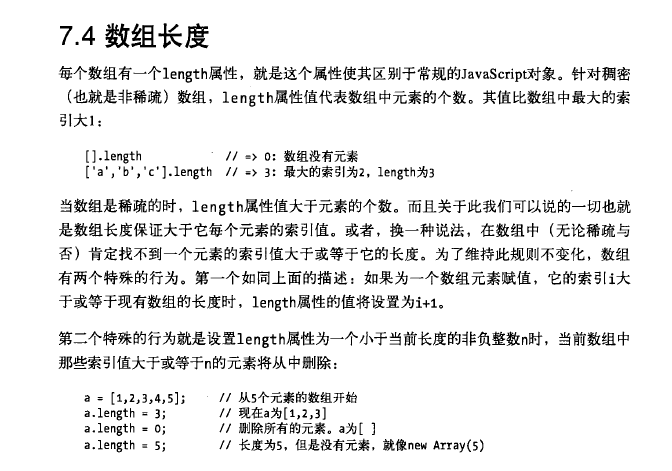 7.4 数组长度
每个数组有一个length属性，就是这个属性使其区别于常规的JavaScript对象。针对稠密
（也就是非稀疏）数组，length属性值代表数组中元素的个数。其值比数组中最大的索
引大1：
[].length // => 0: 数组没有元素
['a','b','c'].length // => 3: 最大的索引为2, length为3
当数组是稀疏的时，length属性值大于元素的个数。而且关于此我们可以说的一切也就
是数组长度保证大于它每个元素的索引值。或者，换一种说法，在数组中（无论稀疏与
否）肯定找不到一个元素的索引值大于或等于它的长度。为了维持此规则不变化，数组
有两个特殊的行为。第一个如同上面的描述：如果为一个数组元素赋值，它的索引i大
于或等于现有数组的长度时，length属性的值将设置为i+1。
第二个特殊的行为就是设置length属性为一个小于当前长度的非负整数n时，当前数组中
那些索引值大于或等于n的元素将从中删除：
a = [1,2,3,4,5]; // 从5个元素的数组开始
a.length = 3; // 现在a为[1,2,3]
a.length = 0; // 删除所有的元素。a为[ ]
a.length = 5; // 长度为5, 但是没有元素, 就像new Array(5)